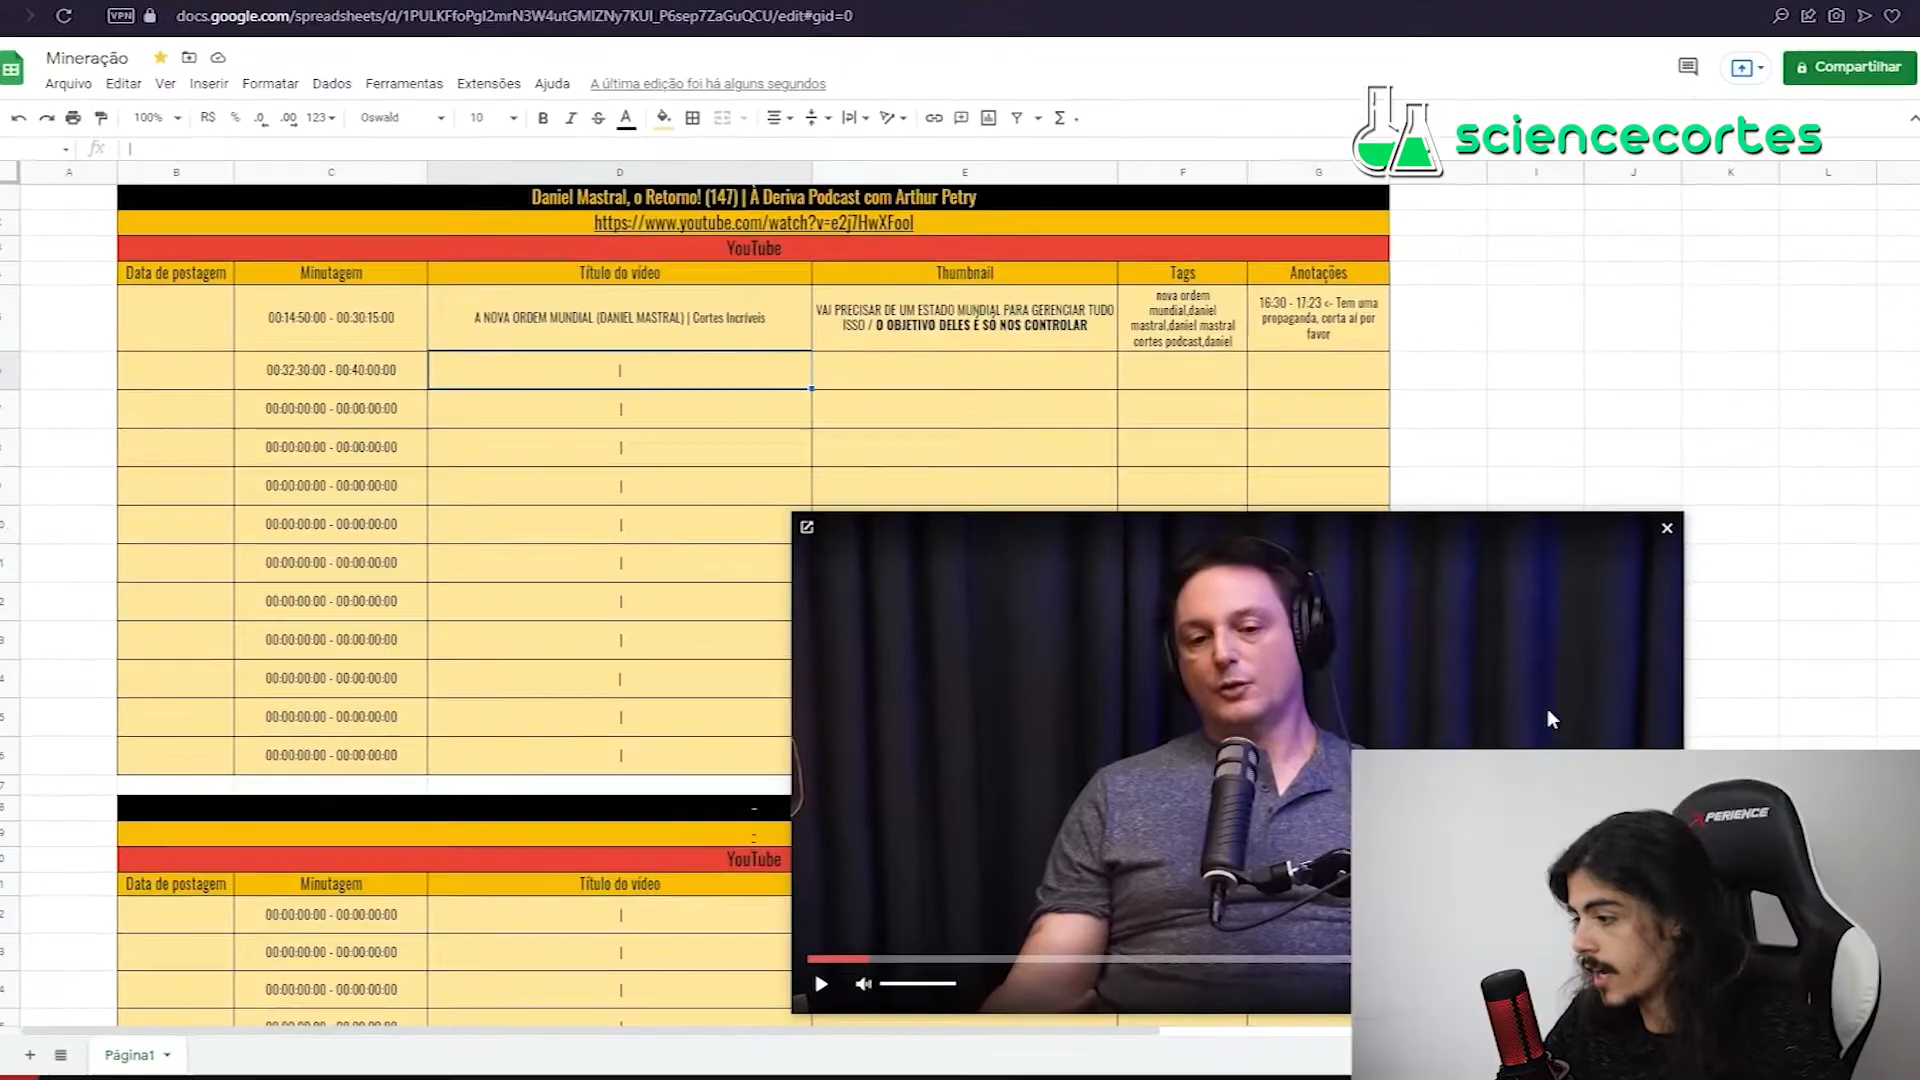 VPN
docs.google.com/spreadsheets/d/1PULKFfoPgI2mrN3W4utGMIZNy7KUI_P6sep7ZaGuQCU/edit#gid=0
Mineração
Arquivo Editar Ver Inserir Formatar Dados Ferramentas Extensões Ajuda A última edição foi há alguns segundos
Compartilhar
100% R$ % .0 .00 123 Oswald 10 B I S A Σ
sciencecortes
fx |
A B C D E F G I J K L
Daniel Mastral, o Retorno! (147) | À Deriva Podcast com Arthur Petry
https://www.youtube.com/watch?v=e2j7HwXFooI
YouTube
Data de postagem Minutagem Título do vídeo Thumbnail Tags Anotações
00:14:50:00 - 00:30:15:00
A NOVA ORDEM MUNDIAL (DANIEL MASTRAL) | Cortes Incríveis
VAI PRECISAR DE UM ESTADO MUNDIAL PARA GERENCIAR TUDO
ISSO / O OBJETIVO DELES É SÓ NOS CONTROLAR
nova ordem
mundial,daniel
mastral,daniel mastral
cortes podcast,daniel
16:30 - 17:23 <- Tem uma
propaganda, corta aí por
favor
00:32:30:00 - 00:40:00:00 |
00:00:00:00 - 00:00:00:00 |
00:00:00:00 - 00:00:00:00 |
00:00:00:00 - 00:00:00:00 |
00:00:00:00 - 00:00:00:00 |
00:00:00:00 - 00:00:00:00 |
00:00:00:00 - 00:00:00:00 |
00:00:00:00 - 00:00:00:00 |
00:00:00:00 - 00:00:00:00 |
00:00:00:00 - 00:00:00:00 |
00:00:00:00 - 00:00:00:00 |
-
-
YouTube
Data de postagem Minutagem Título do vídeo
00:00:00:00 - 00:00:00:00 |
00:00:00:00 - 00:00:00:00 |
00:00:00:00 - 00:00:00:00 |
XPERIENCE
Página1